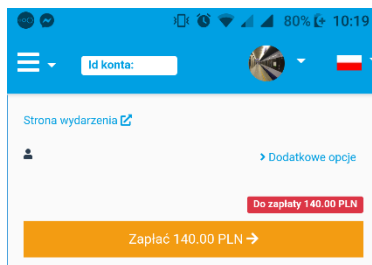 80% 10:19
Id konta:
Strona wydarzenia
Dodatkowe opcje
Do zapłaty 140.00 PLN
Zapłać 140.00 PLN